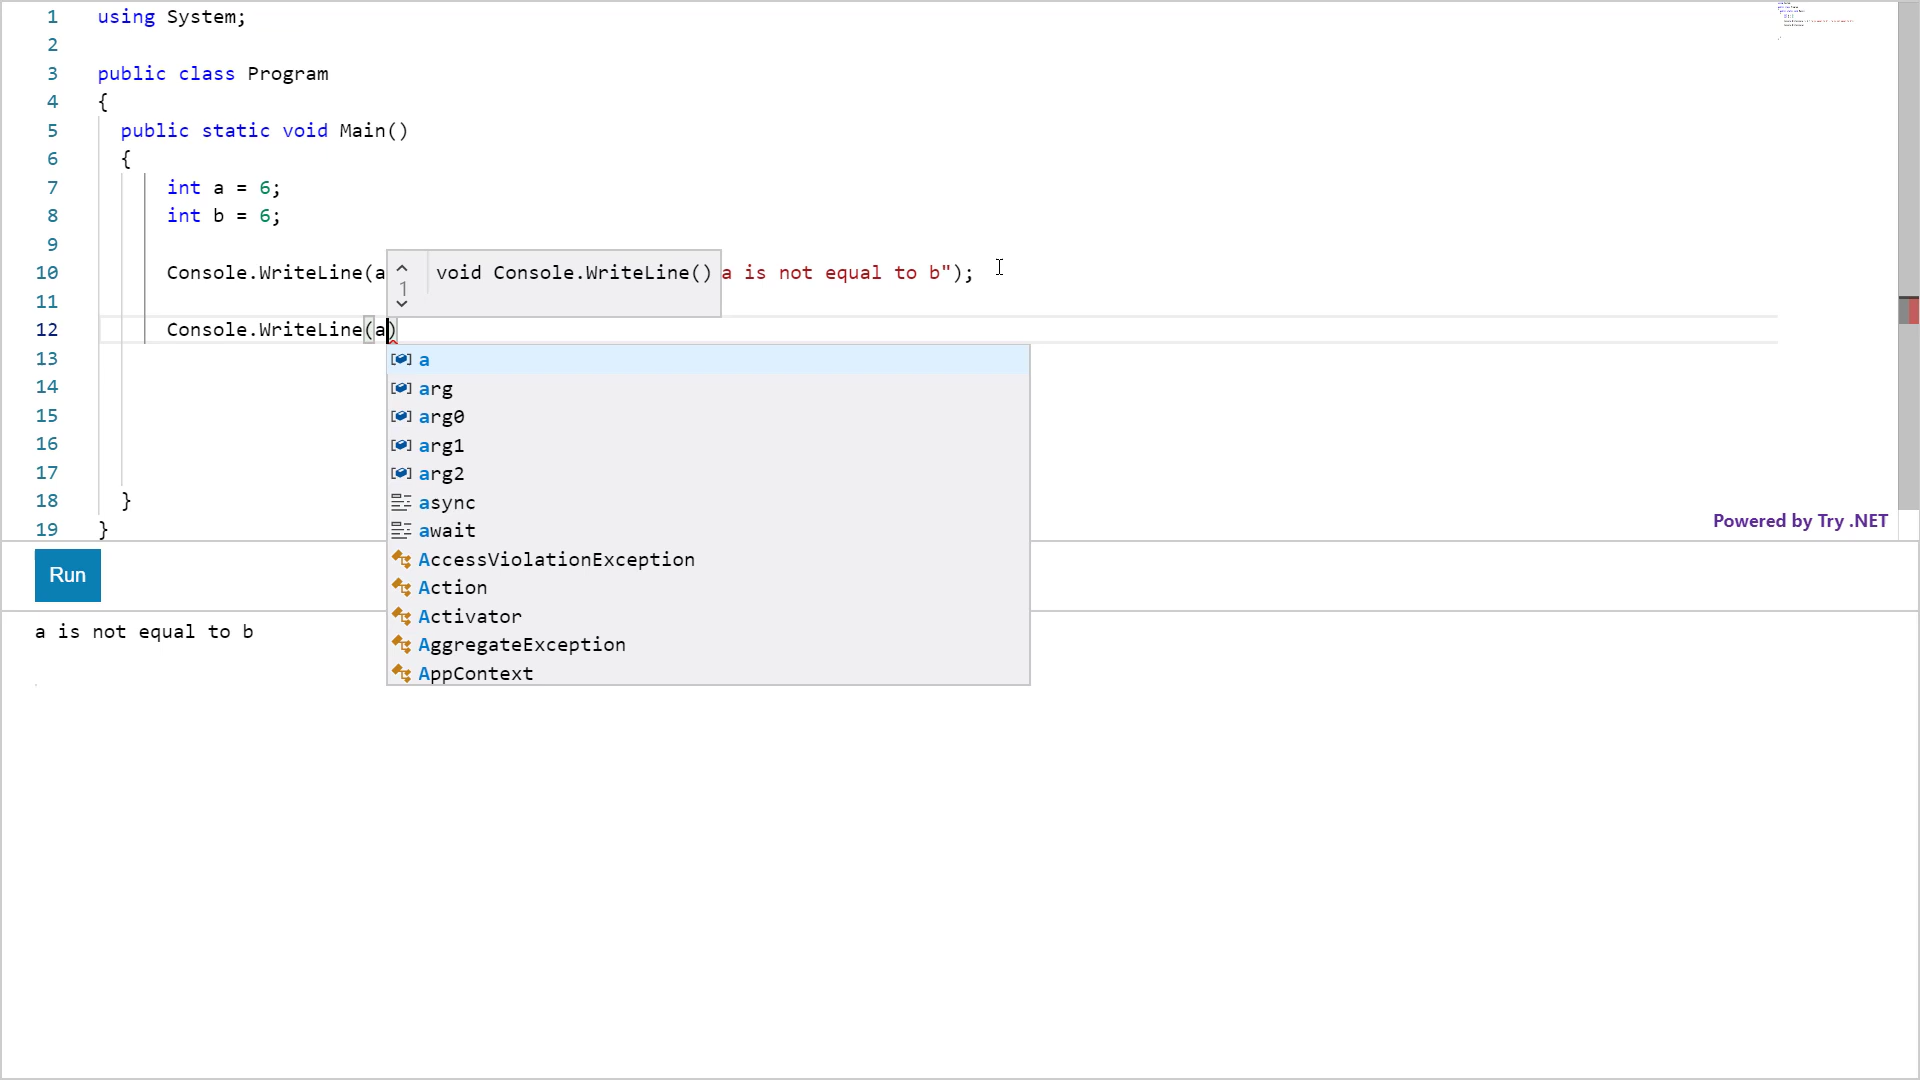 1 using System;
2
3 public class Program
4 {
5 public static void Main()
6 {
7 int a = 6;
8 int b = 6;
9
10 Console.WriteLine(a a is not equal to b");
1 void Console.WriteLine()
11
12 Console.WriteLine(a)
13
14
15
16
17
18 }
19 }
a
arg
arg0
arg1
arg2
async
await
AccessViolationException
Action
Activator
AggregateException
AppContext
Powered by Try .NET
Run
a is not equal to b